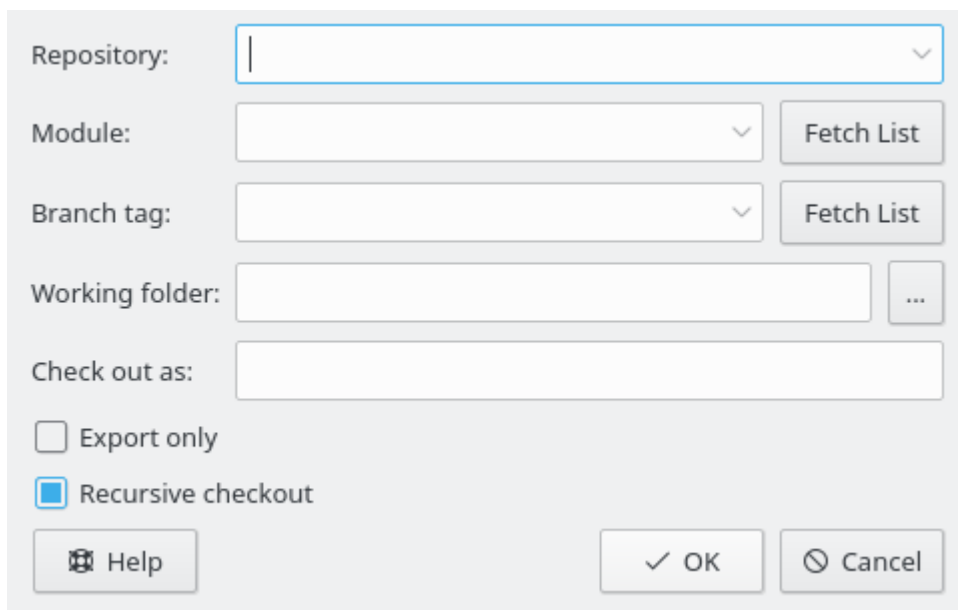 Repository:
Module: Fetch List
Branch tag: Fetch List
Working folder: ...
Check out as:
Export only
Recursive checkout
Help OK Cancel